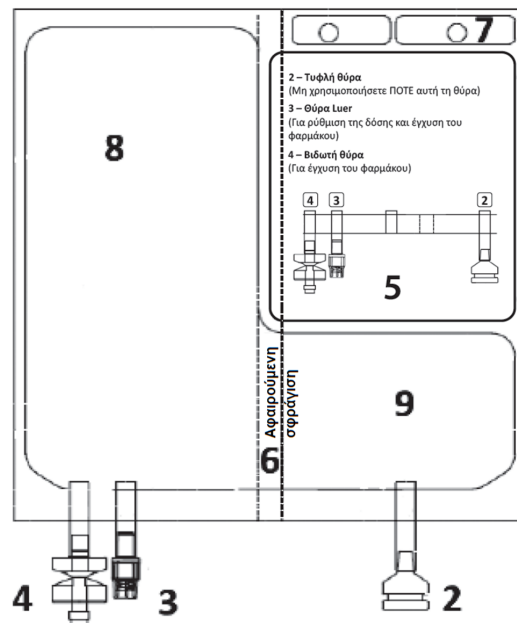 7
2 – Τυφλή θύρα
(Μη χρησιμοποιήσετε ΠΟΤΕ αυτή τη θύρα)
3 – Θύρα Luer
(Για ρύθμιση της δόσης και έγχυση του
φαρμάκου)
4 – Βιδωτή θύρα
(Για έγχυση του φαρμάκου)
4 3 2
5
8
Αφαιρούμενη
σφράγιση
6
9
4 3 2